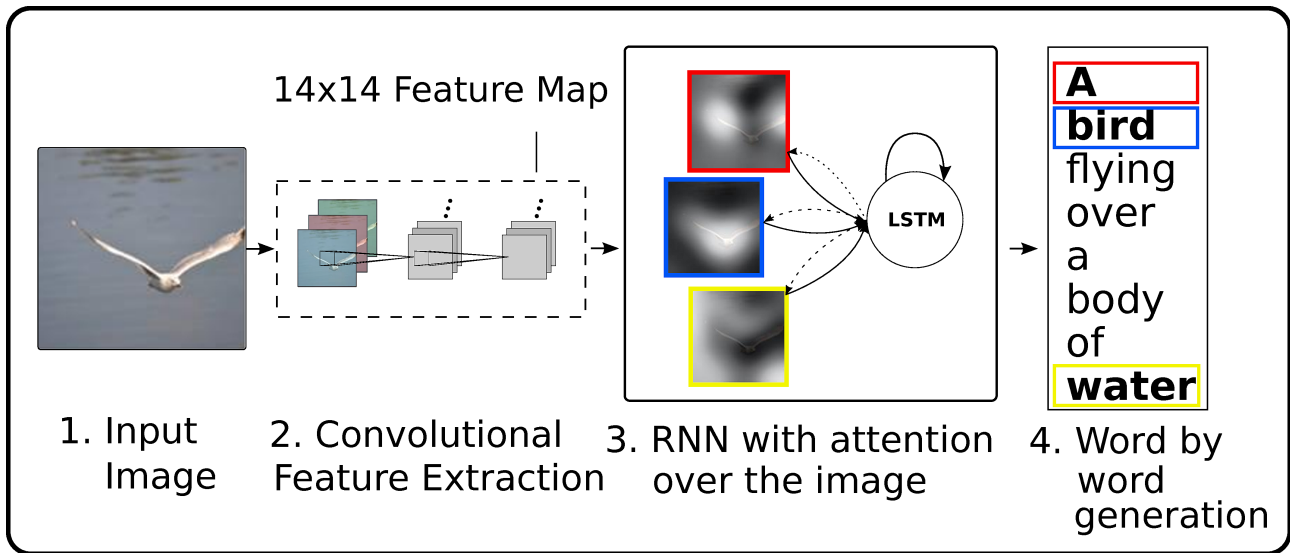 14x14 Feature Map
LSTM
A
bird
flying
over
a
body
of
water
1. Input
Image
2. Convolutional
Feature Extraction
3. RNN with attention
over the image
4. Word by
word
generation